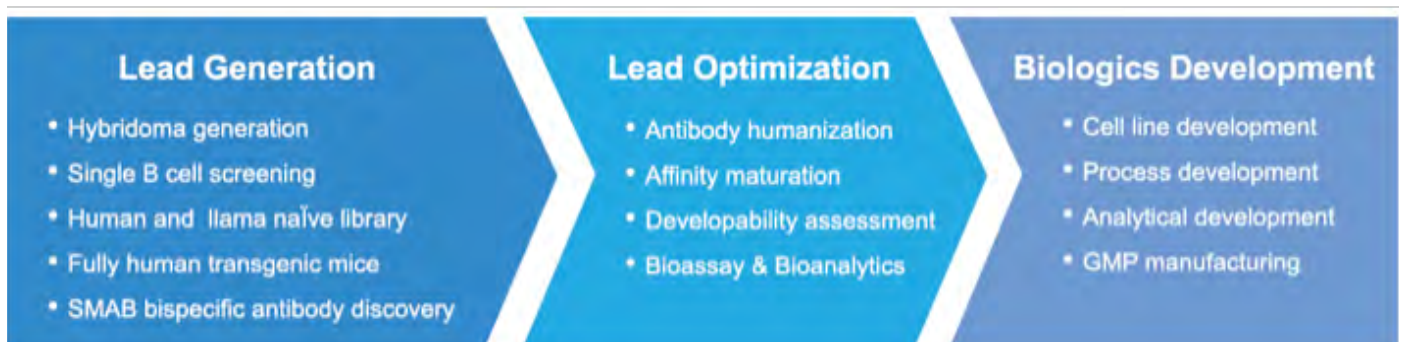 Lead Generation
• Hybridoma generation
• Single B cell screening
• Human and llama naÏve library
• Fully human transgenic mice
• SMAB bispecific antibody discovery
Lead Optimization
• Antibody humanization
• Affinity maturation
• Developability assessment
• Bioassay & Bioanalytics
Biologics Development
• Cell line development
• Process development
• Analytical development
• GMP manufacturing